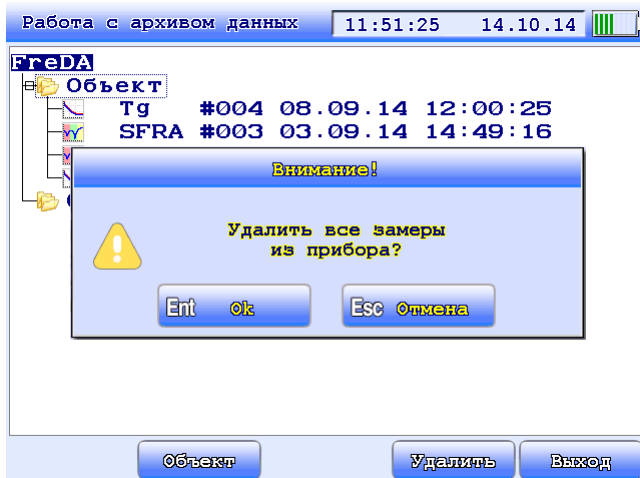 Работа с архивом данных 11:51:25 14.10.14
FreDA
Объект
Tg #004 08.09.14 12:00:25
SFRA #003 03.09.14 14:49:16
Внимание!
Удалить все замеры
из прибора?
Ent Ok Esc Отмена
Объект Удалить Выход